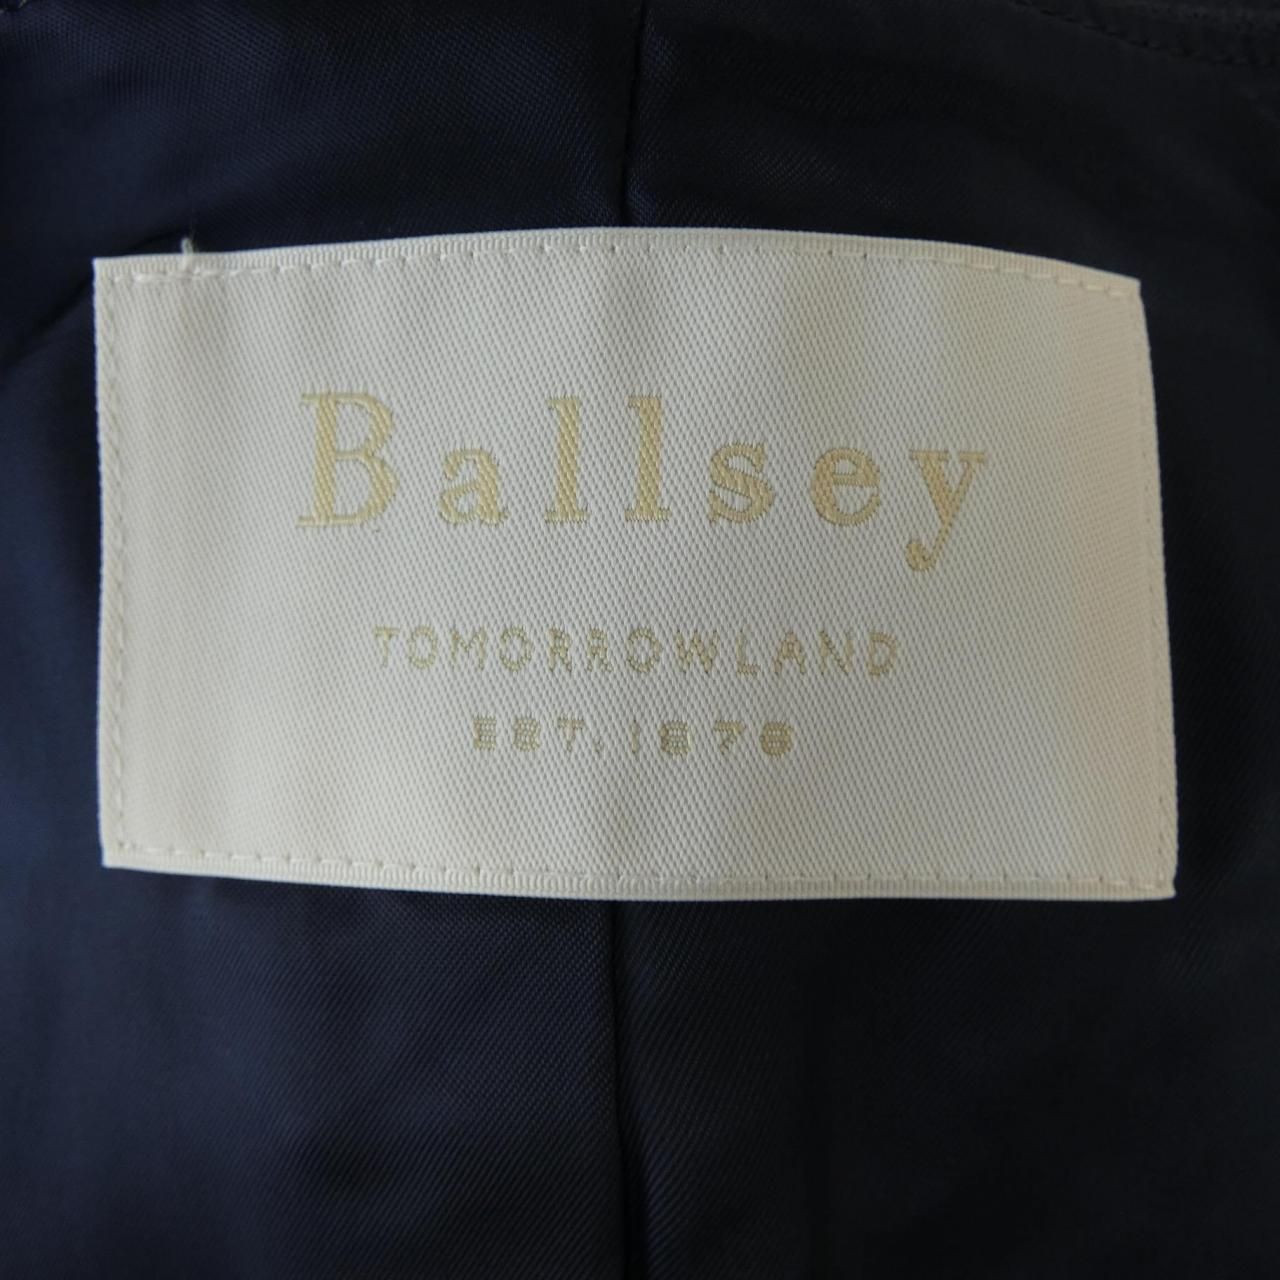 Ballsey
TOMORROWLAND
EST. 1978